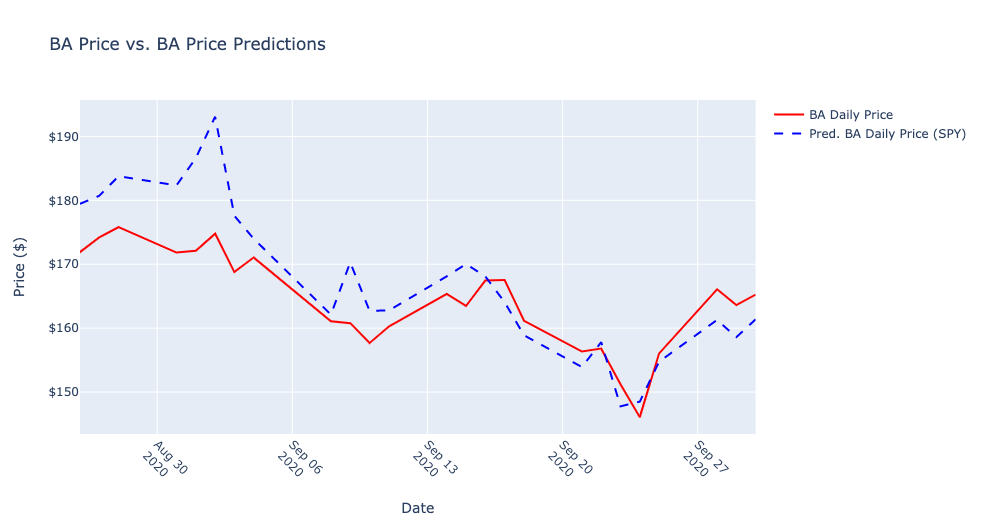 BA Price vs. BA Price Predictions
BA Daily Price
Pred. BA Daily Price (SPY)
$190
$180
$170
$160
$150
Price ($)
Aug 30
2020
Sep 06
2020
Sep 13
2020
Sep 20
2020
Sep 27
2020
Date